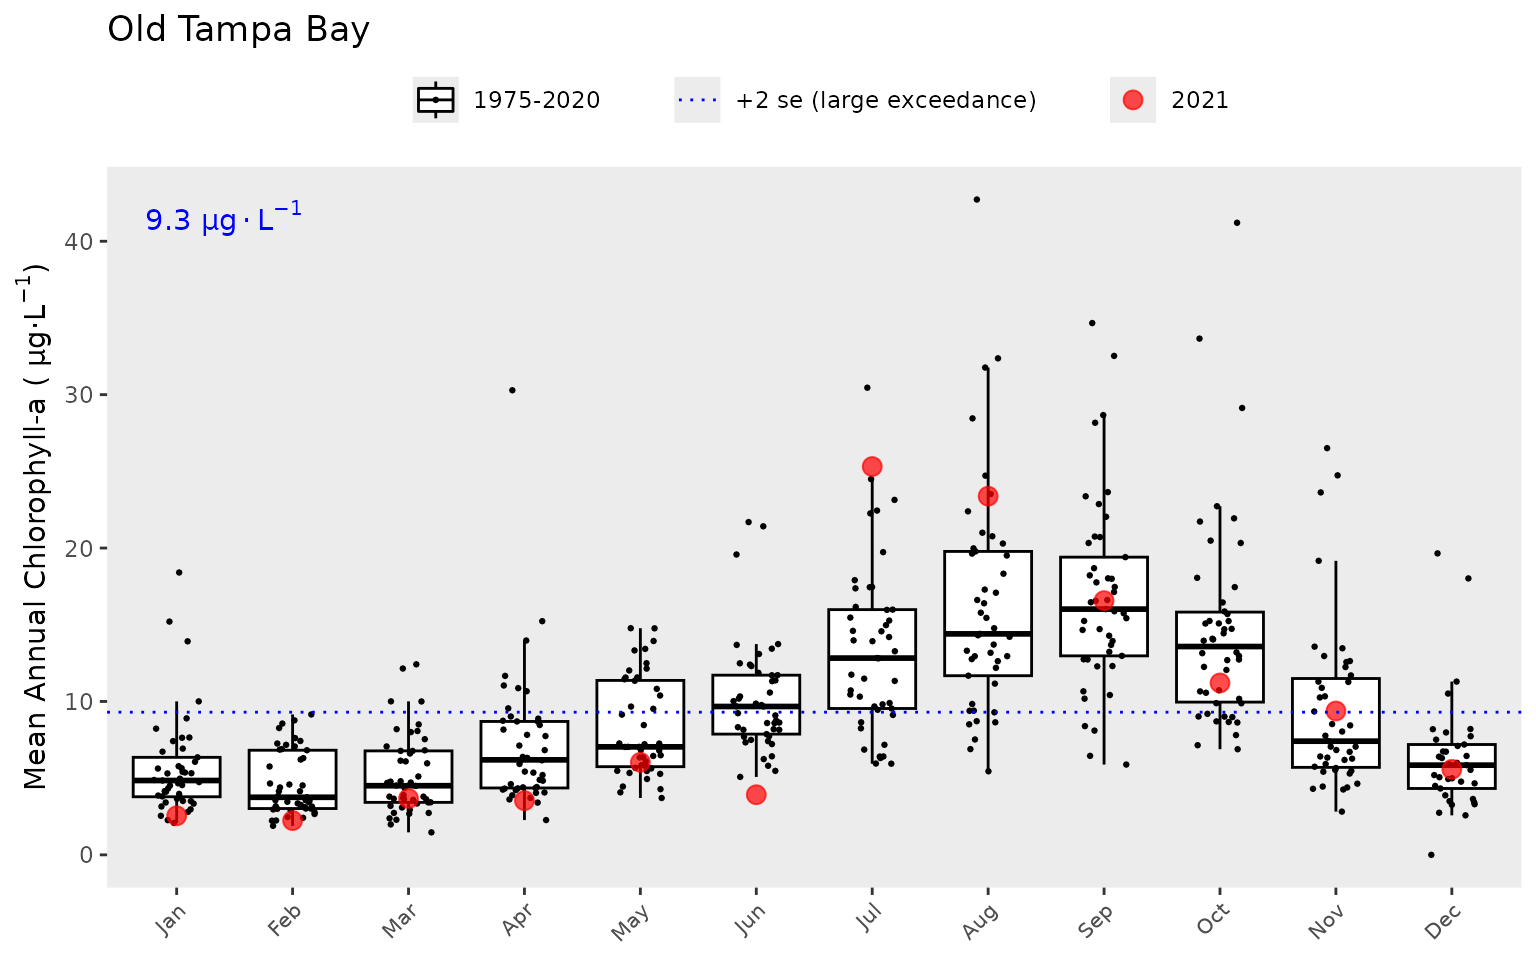 Old Tampa Bay
1975-2020 +2 se (large exceedance) 2021
9.3 µg·L⁻¹
Mean Annual Chlorophyll-a ( µg·L⁻¹)
40
30
20
10
0
Jan Feb Mar Apr May Jun Jul Aug Sep Oct Nov Dec